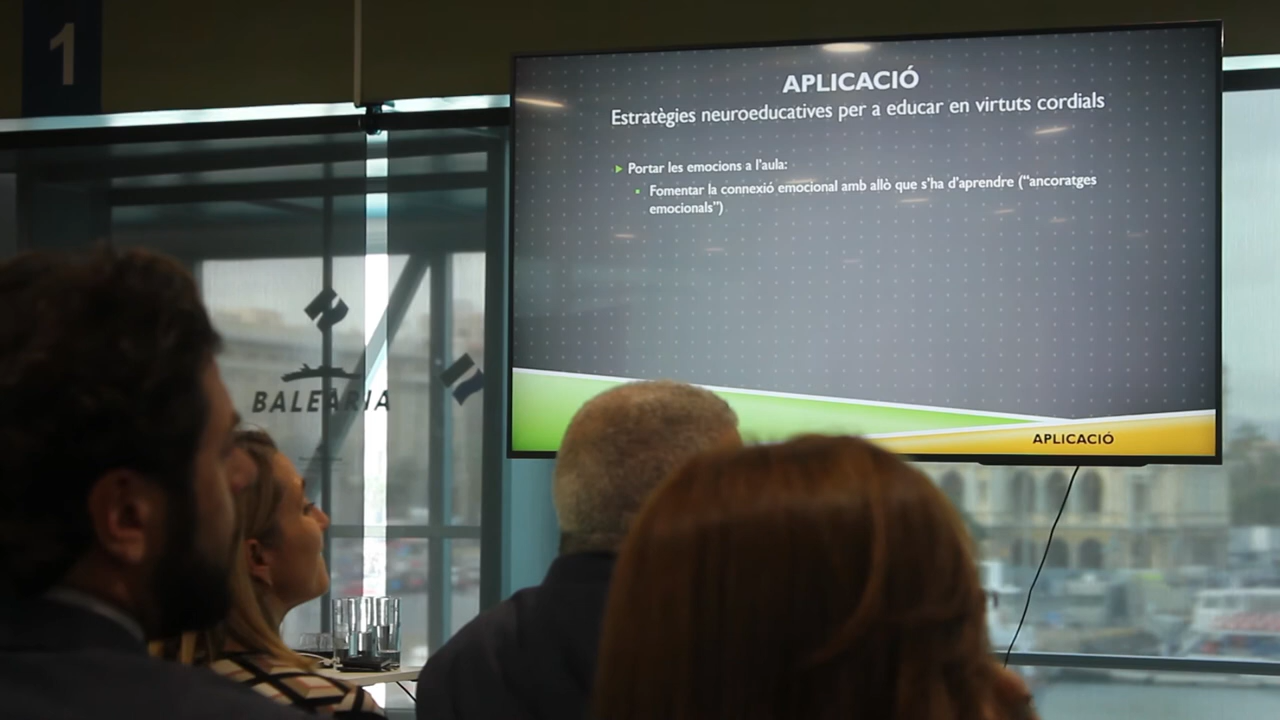 1
APLICACIÓ
Estratègies neuroeducatives per a educar en virtuts cordials
Portar les emocions a l'aula:
Fomentar la connexió emocional amb allò que s'ha d'aprendre ("ancoratges
emocionals")
BALEARIA
APLICACIÓ